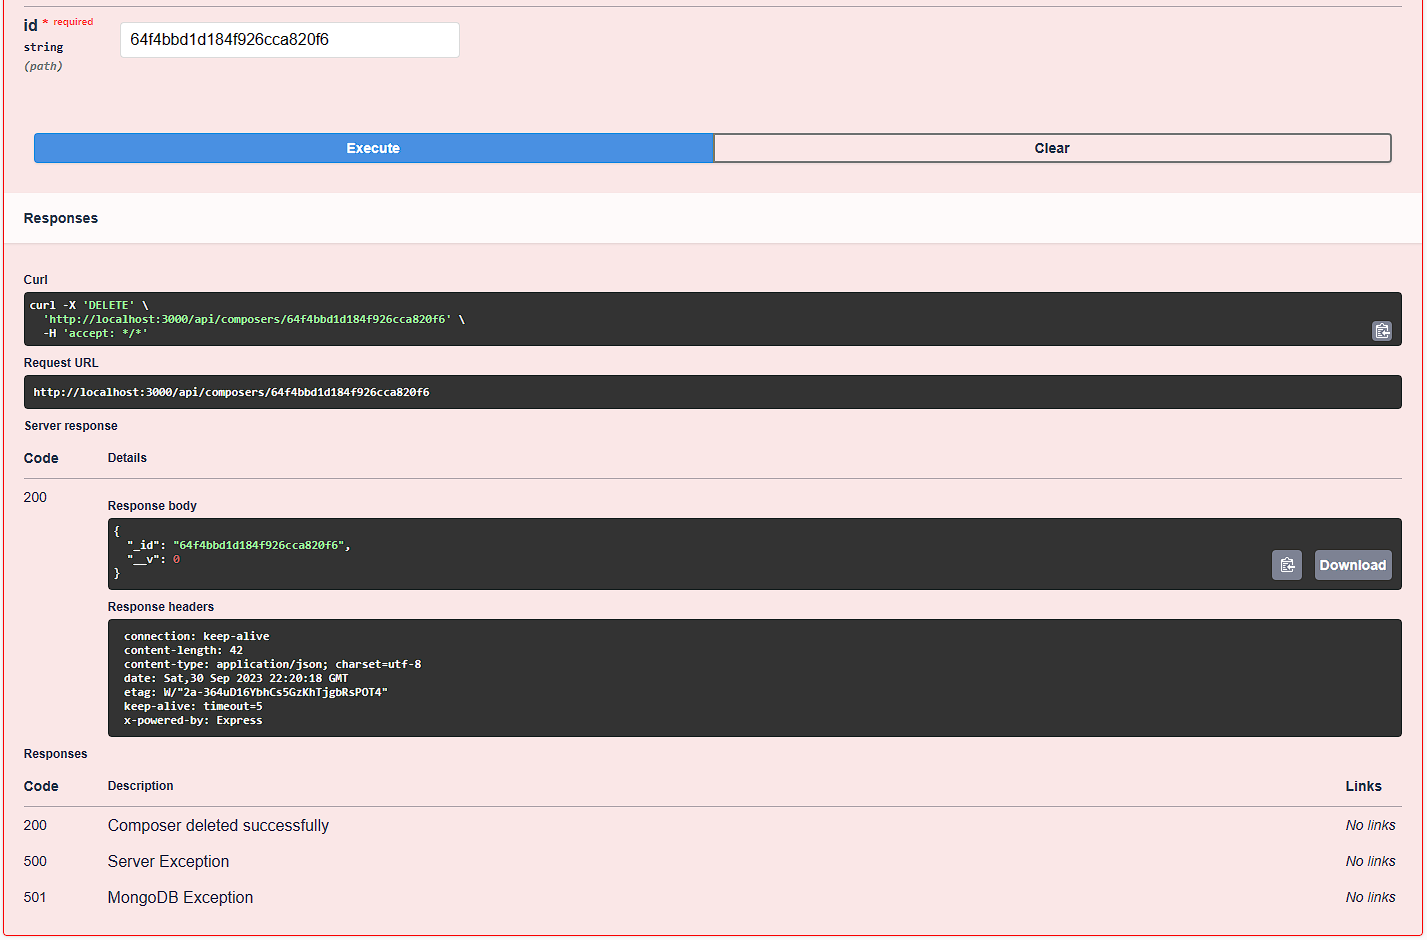 id * required
string
(path)
64f4bbd1d184f926cca820f6
Execute
Clear
Responses
Curl
curl -X 'DELETE' \
  'http://localhost:3000/api/composers/64f4bbd1d184f926cca820f6' \
  -H 'accept: */*'
Request URL
http://localhost:3000/api/composers/64f4bbd1d184f926cca820f6
Server response
Code Details
200
Response body
{
  "_id": "64f4bbd1d184f926cca820f6",
  "__v": 0
}
Download
Response headers
connection: keep-alive
content-length: 42
content-type: application/json; charset=utf-8
date: Sat,30 Sep 2023 22:20:18 GMT
etag: W/"2a-364uD16YbhCs5GzKhTjgbRsPOT4"
keep-alive: timeout=5
x-powered-by: Express
Responses
Code Description Links
200 Composer deleted successfully No links
500 Server Exception No links
501 MongoDB Exception No links